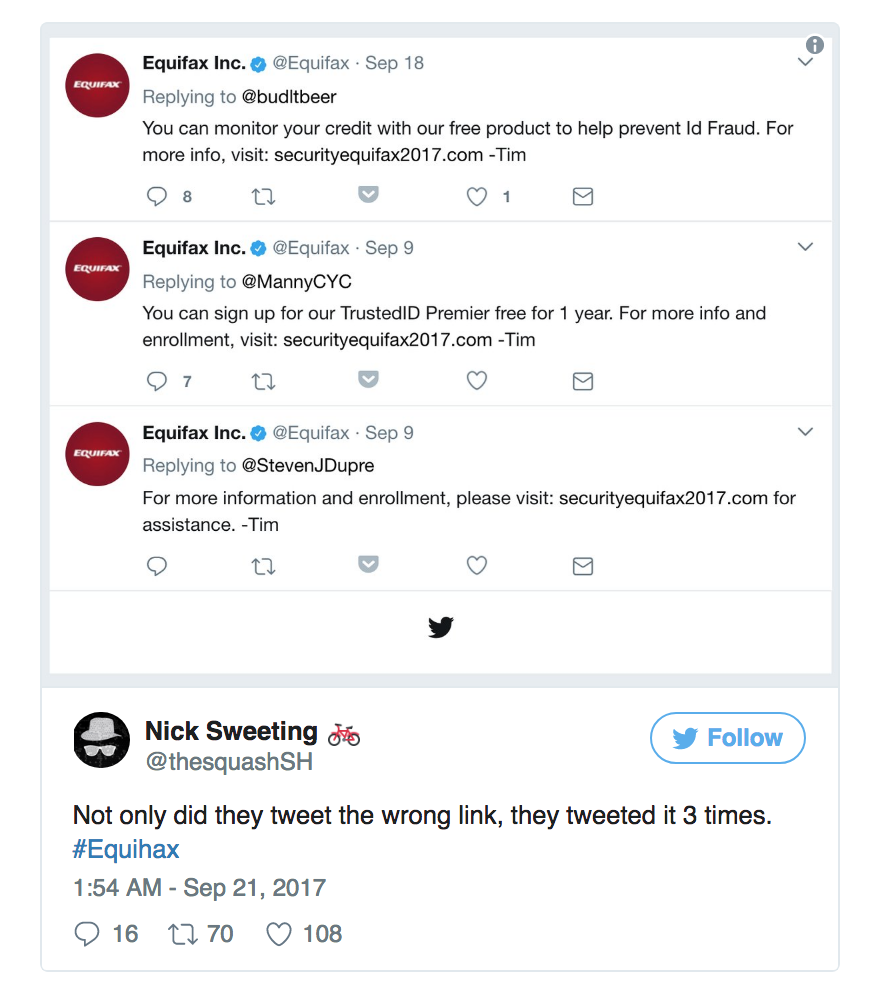 Equifax Inc. @Equifax · Sep 18
EQUIFAX
Replying to @budltbeer
You can monitor your credit with our free product to help prevent Id Fraud. For
more info, visit: securityequifax2017.com -Tim
8 1
Equifax Inc. @Equifax · Sep 9
EQUIFAX
Replying to @MannyCYC
You can sign up for our TrustedID Premier free for 1 year. For more info and
enrollment, visit: securityequifax2017.com -Tim
7
Equifax Inc. @Equifax · Sep 9
EQUIFAX
Replying to @StevenJDupre
For more information and enrollment, please visit: securityequifax2017.com for
assistance. -Tim
Nick Sweeting 🚲
@thesquashSH
Follow
Not only did they tweet the wrong link, they tweeted it 3 times.
#Equihax
1:54 AM - Sep 21, 2017
16 70 108